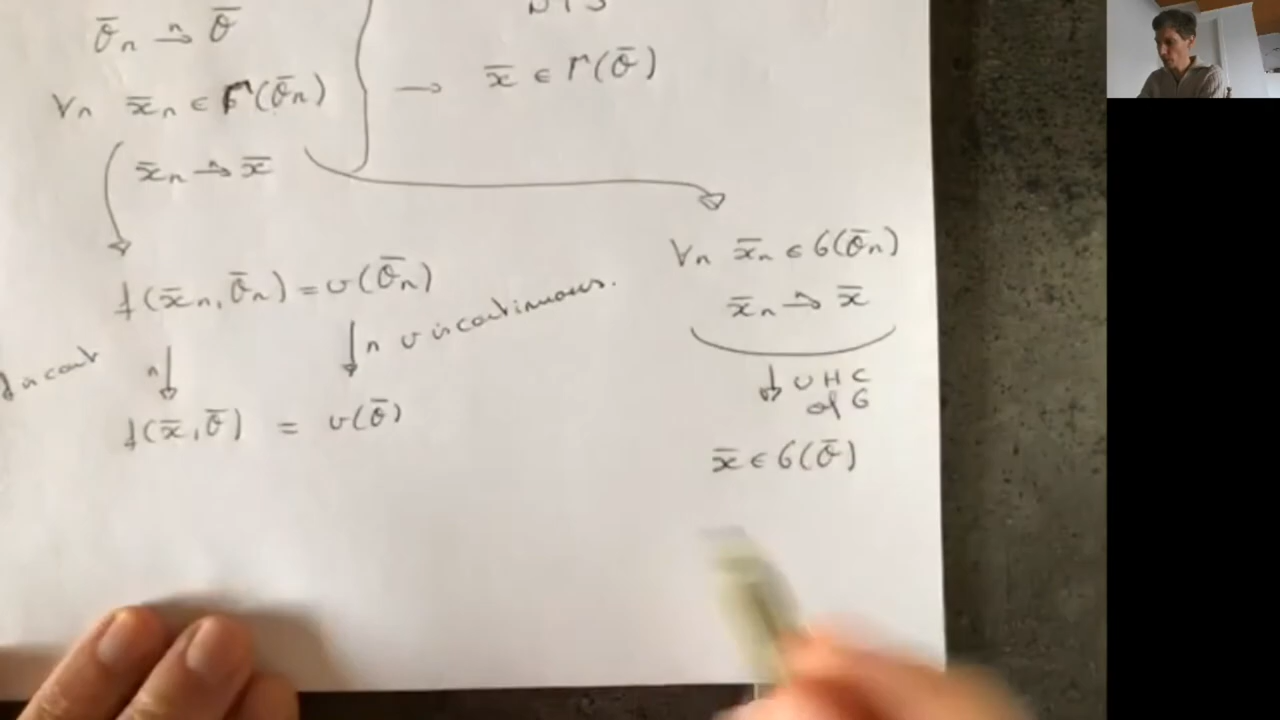 θ̄ₙ →ⁿ θ̄
∀n x̄ₙ ∈ Γ(θ̄ₙ) → x̄ ∈ Γ(θ̄)
x̄ₙ →ⁿ x̄
∀n x̄ₙ ∈ G(θ̄ₙ)
x̄ₙ →ⁿ x̄
f(x̄ₙ, θ̄ₙ) = v(θ̄ₙ)
n ↓ ↓ n v is continuous.
f(x̄, θ̄) = v(θ̄)
↓ UHC
of G
x̄ ∈ G(θ̄)